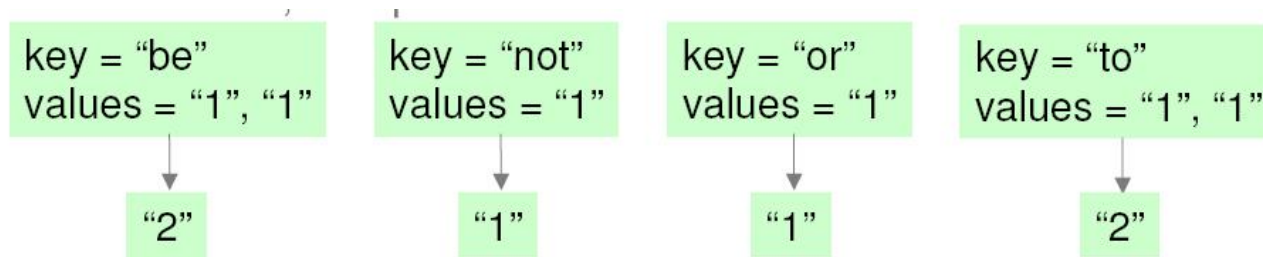 key = “be”
values = “1”, “1”
key = “not”
values = “1”
key = “or”
values = “1”
key = “to”
values = “1”, “1”
“2”
“1”
“1”
“2”